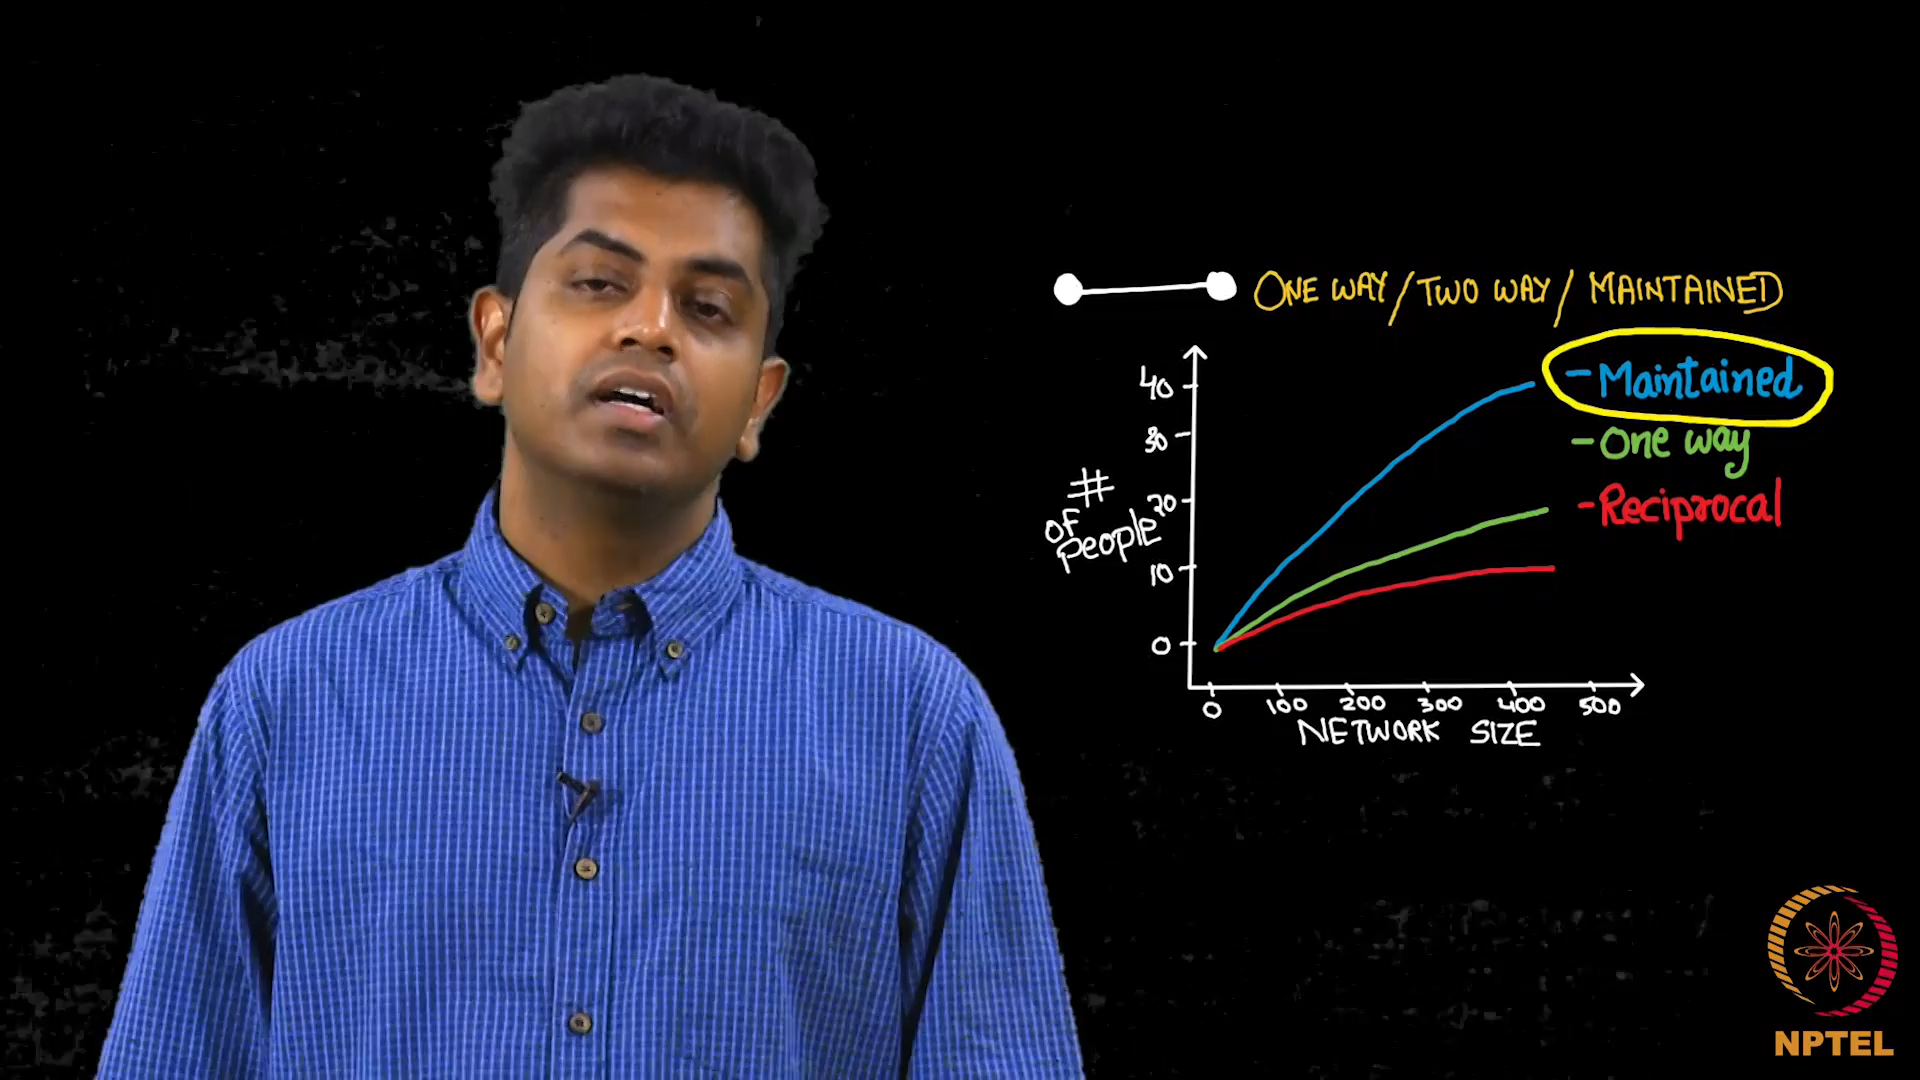 ONE WAY / TWO WAY / MAINTAINED
40
30
20
10
0
# of People
- Maintained
- One way
- Reciprocal
0 100 200 300 400 500
NETWORK SIZE
NPTEL